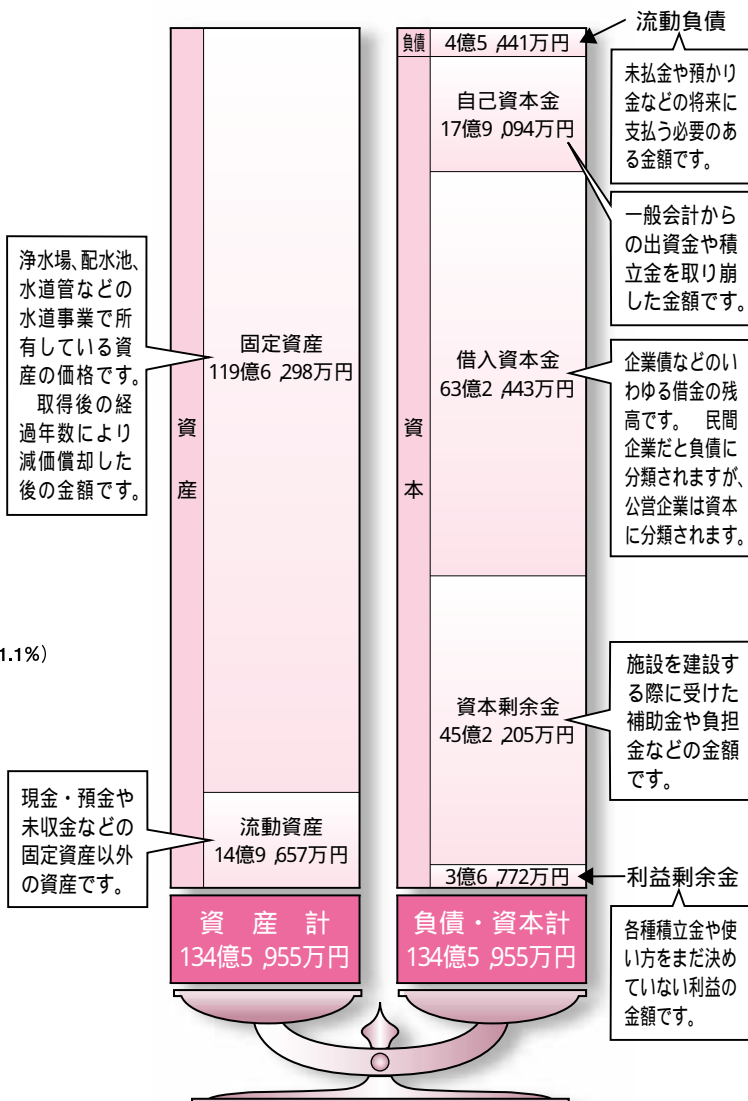 流動負債
負債
4億5,441万円
未払金や預かり
金などの将来に
支払う必要のあ
る金額です。
自己資本金
17億9,094万円
一般会計から
の出資金や積
立金を取り崩
した金額です。
浄水場、配水池、
水道管などの
水道事業で所
有している資
産の価格です。
取得後の経
過年数により
減価償却した
後の金額です。
固定資産
119億6,298万円
資
産
借入資本金
63億2,443万円
資
本
企業債などのい
わゆる借金の残
高です。 民間
企業だと負債に
分類されますが、
公営企業は資本
に分類されます。
1.1%）
資本剰余金
45億2,205万円
施設を建設す
る際に受けた
補助金や負担
金などの金額
です。
現金・預金や
未収金などの
固定資産以外
の資産です。
流動資産
14億9,657万円
3億6,772万円
利益剰余金
各種積立金や使
い方をまだ決め
ていない利益の
金額です。
資産計
134億5,955万円
負債・資本計
134億5,955万円